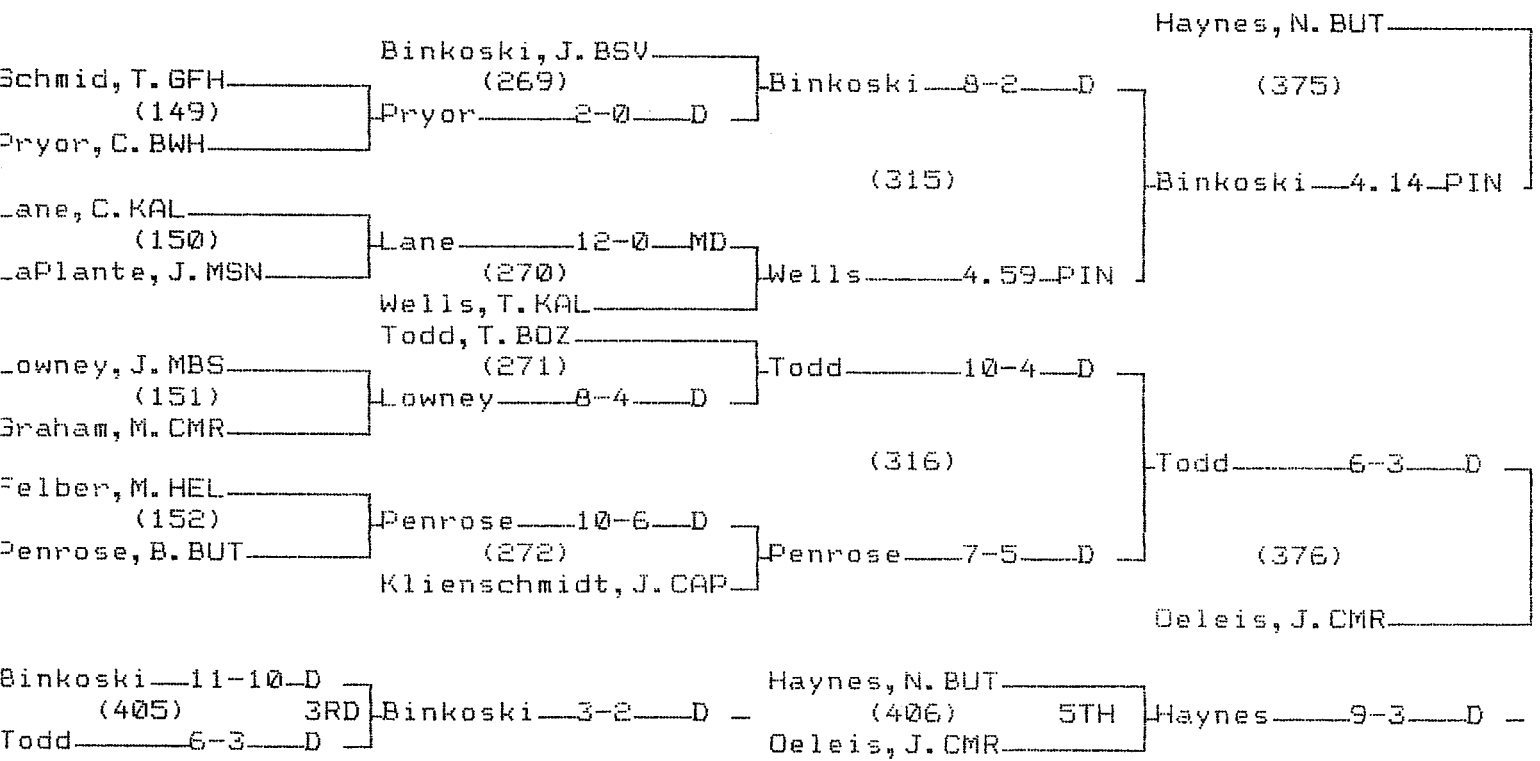 Haynes, N. BUT
Binkoski, J. BSV
Schmid, T. GFH (269) Binkoski 8-2 D (375)
(149) Pryor 2-0 D
Pryor, C. BWH
(315) Binkoski 4.14 PIN
Lane, C. KAL
(150) Lane 12-0 MD
LaPlante, J. MSN (270) Wells 4.59 PIN
Wells, T. KAL
Todd, T. BOZ
Lowney, J. MBS (271) Todd 10-4 D
(151) Lowney 8-4 D
Graham, M. CMR
(316) Todd 6-3 D
Felber, M. HEL
(152) Penrose 10-6 D
Penrose, B. BUT (272) Penrose 7-5 D (376)
Klienschmidt, J. CAP
Oeleis, J. CMR
Binkoski 11-10 D Haynes, N. BUT
(405) 3RD Binkoski 3-2 D (406) 5TH Haynes 9-3 D
Todd 6-3 D Oeleis, J. CMR